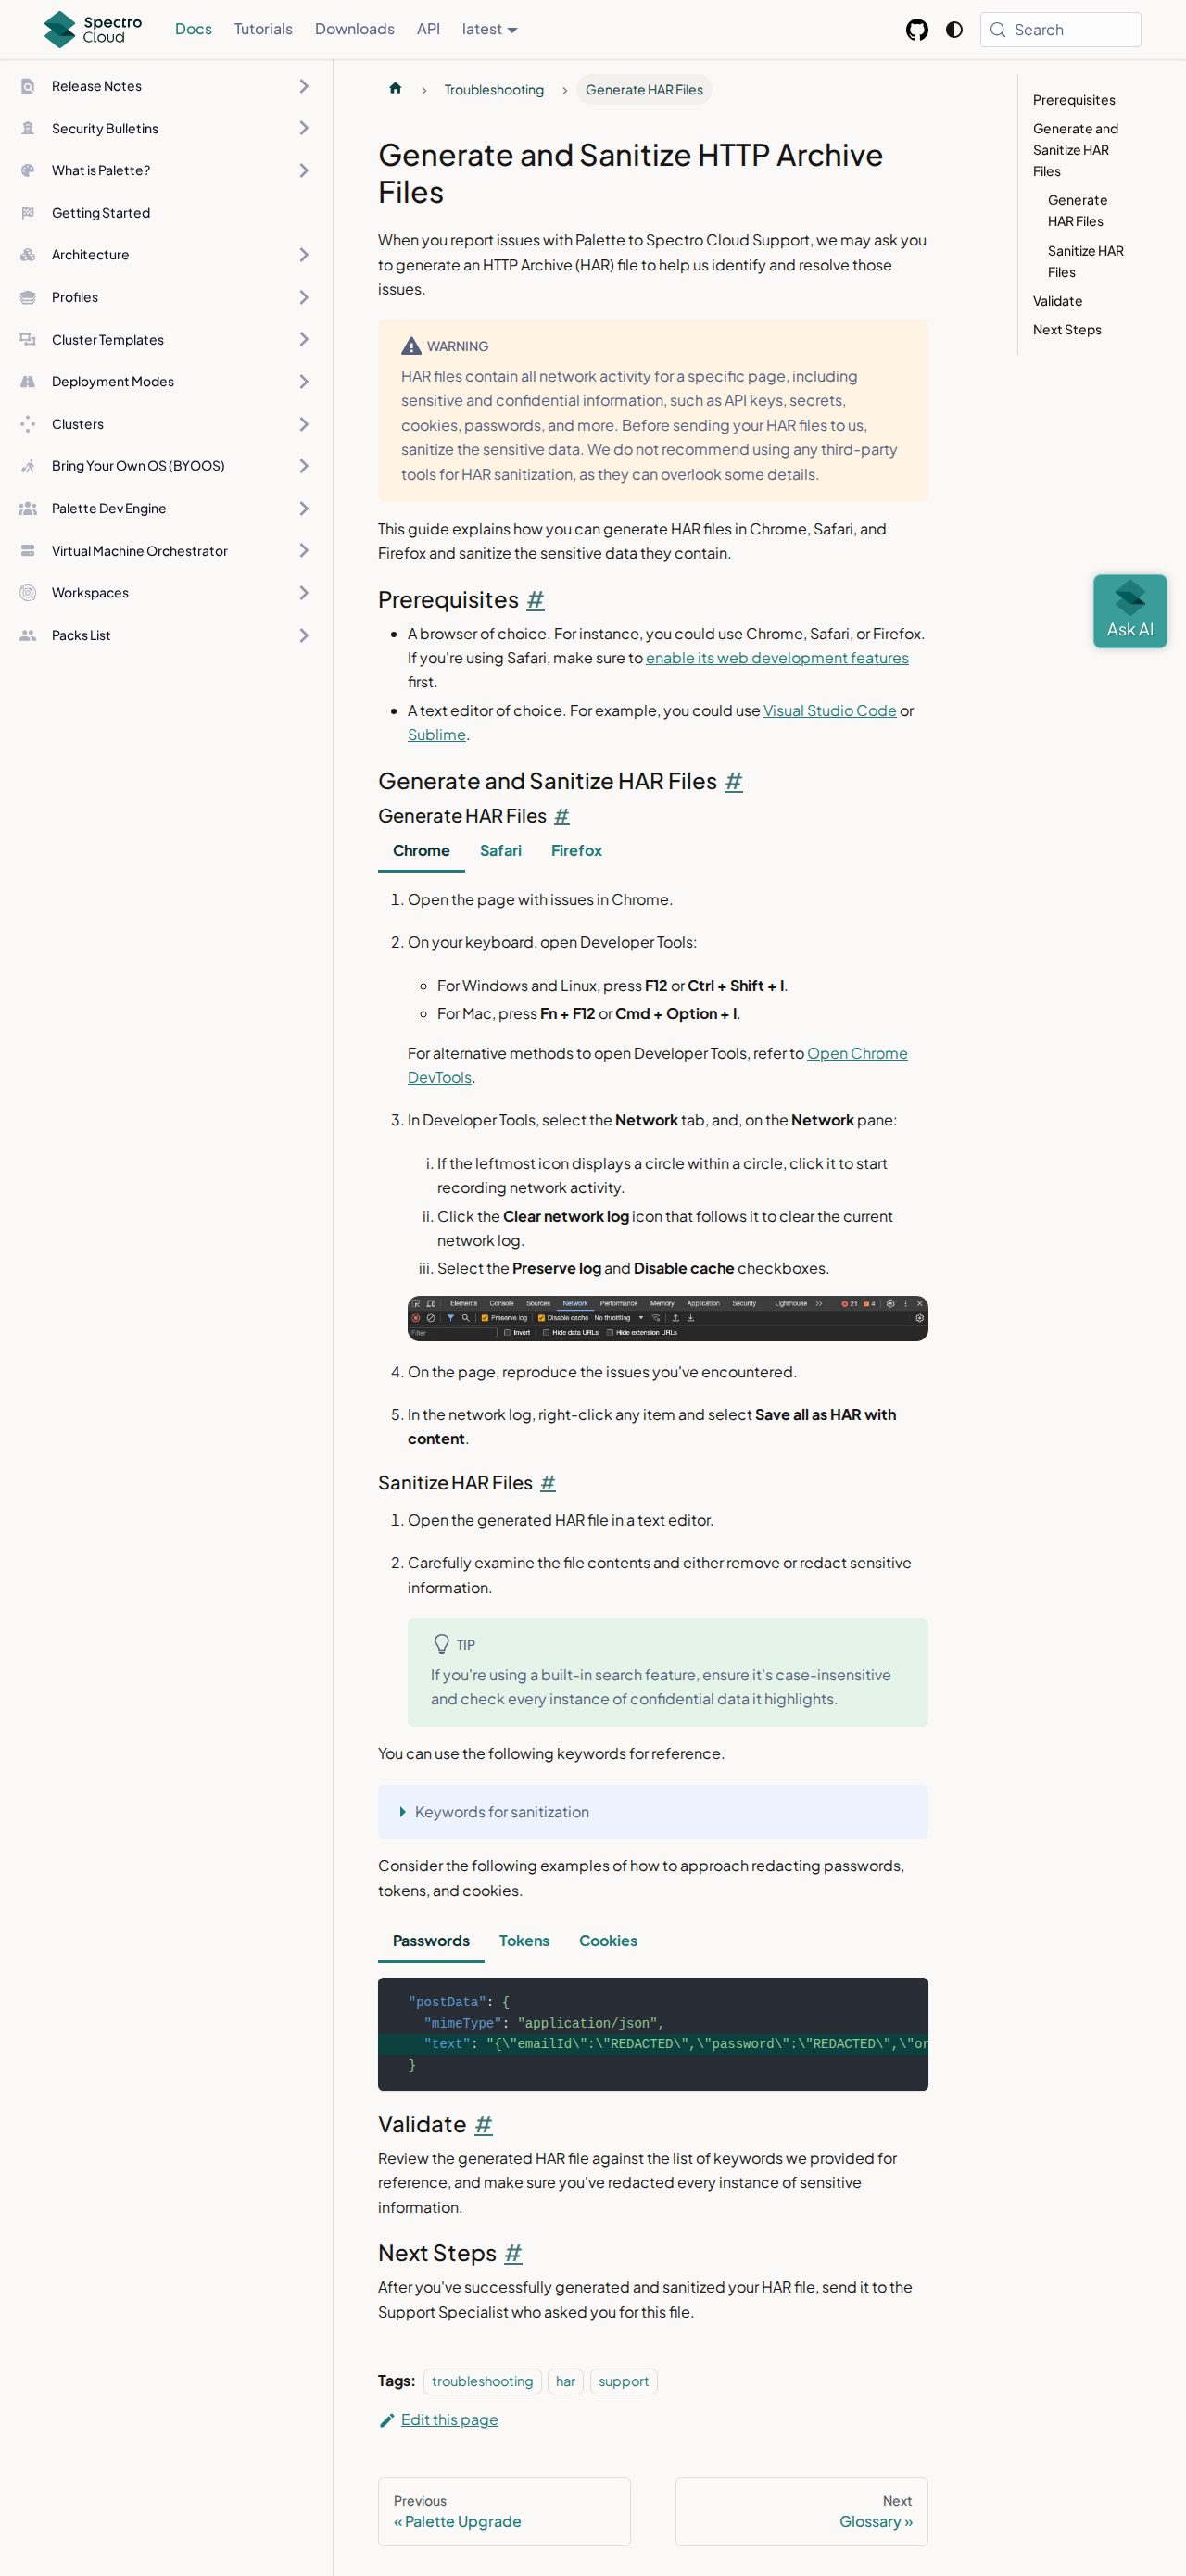 Spectro
Cloud
Docs
Tutorials
Downloads
API
latest
Search
Release Notes
Security Bulletins
What is Palette?
Getting Started
Architecture
Profiles
Cluster Templates
Deployment Modes
Clusters
Bring Your Own OS (BYOOS)
Palette Dev Engine
Virtual Machine Orchestrator
Workspaces
Packs List
Troubleshooting
Generate HAR Files
Generate and Sanitize HTTP Archive
Files
When you report issues with Palette to Spectro Cloud Support, we may ask you
to generate an HTTP Archive (HAR) file to help us identify and resolve those
issues.
WARNING
HAR files contain all network activity for a specific page, including
sensitive and confidential information, such as API keys, secrets,
cookies, passwords, and more. Before sending your HAR files to us,
sanitize the sensitive data. We do not recommend using any third-party
tools for HAR sanitization, as they can overlook some details.
This guide explains how you can generate HAR files in Chrome, Safari, and
Firefox and sanitize the sensitive data they contain.
Prerequisites #
A browser of choice. For instance, you could use Chrome, Safari, or Firefox.
If you're using Safari, make sure to enable its web development features
first.
A text editor of choice. For example, you could use Visual Studio Code or
Sublime.
Generate and Sanitize HAR Files #
Generate HAR Files #
Chrome
Safari
Firefox
1. Open the page with issues in Chrome.
2. On your keyboard, open Developer Tools:
For Windows and Linux, press F12 or Ctrl + Shift + I.
For Mac, press Fn + F12 or Cmd + Option + I.
For alternative methods to open Developer Tools, refer to Open Chrome
DevTools.
3. In Developer Tools, select the Network tab, and, on the Network pane:
i. If the leftmost icon displays a circle within a circle, click it to start
recording network activity.
ii. Click the Clear network log icon that follows it to clear the current
network log.
iii. Select the Preserve log and Disable cache checkboxes.
Elements Console Sources Network Performance Memory Application Security Lighthouse 21 4
Preserve log Disable cache No throttling
Filter Invert Hide data URLs Hide extension URLs
4. On the page, reproduce the issues you've encountered.
5. In the network log, right-click any item and select Save all as HAR with
content.
Sanitize HAR Files #
1. Open the generated HAR file in a text editor.
2. Carefully examine the file contents and either remove or redact sensitive
information.
TIP
If you're using a built-in search feature, ensure it's case-insensitive
and check every instance of confidential data it highlights.
You can use the following keywords for reference.
Keywords for sanitization
Consider the following examples of how to approach redacting passwords,
tokens, and cookies.
Passwords
Tokens
Cookies
"postData": {
"mimeType": "application/json",
"text": "{\"emailId\":\"REDACTED\",\"password\":\"REDACTED\",\"or
}
Validate #
Review the generated HAR file against the list of keywords we provided for
reference, and make sure you've redacted every instance of sensitive
information.
Next Steps #
After you've successfully generated and sanitized your HAR file, send it to the
Support Specialist who asked you for this file.
Tags: troubleshooting har support
Edit this page
Previous
« Palette Upgrade
Next
Glossary »
Prerequisites
Generate and
Sanitize HAR
Files
Generate
HAR Files
Sanitize HAR
Files
Validate
Next Steps
Ask AI